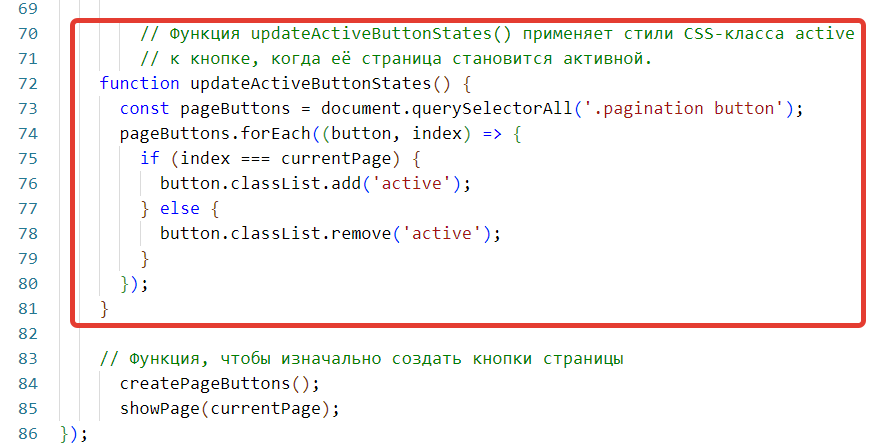 69
70 // Функция updateActiveButtonStates() применяет стили CSS-класса active
71 // к кнопке, когда её страница становится активной.
72 function updateActiveButtonStates() {
73 const pageButtons = document.querySelectorAll('.pagination button');
74 pageButtons.forEach((button, index) => {
75 if (index === currentPage) {
76 button.classList.add('active');
77 } else {
78 button.classList.remove('active');
79 }
80 });
81 }
82
83 // Функция, чтобы изначально создать кнопки страницы
84 createPageButtons();
85 showPage(currentPage);
86 });